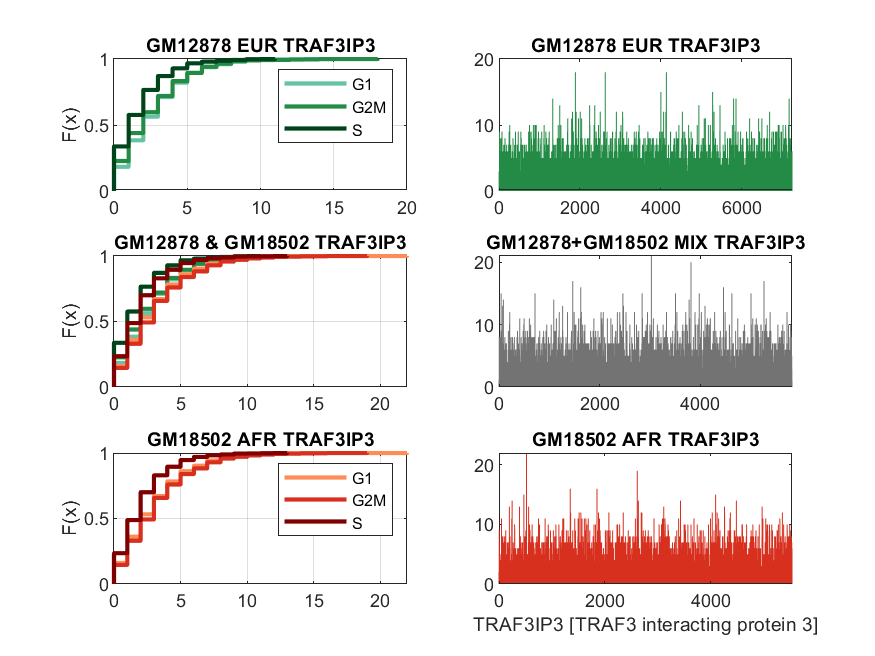 GM12878 EUR TRAF3IP3
F(x)
1
0.5
0
0 5 10 15 20
G1
G2M
S
GM12878 EUR TRAF3IP3
20
10
0
0 2000 4000 6000
GM12878 & GM18502 TRAF3IP3
F(x)
1
0.5
0
0 5 10 15 20
GM12878+GM18502 MIX TRAF3IP3
20
10
0
0 2000 4000
GM18502 AFR TRAF3IP3
F(x)
1
0.5
0
0 5 10 15 20
G1
G2M
S
GM18502 AFR TRAF3IP3
20
10
0
0 2000 4000
TRAF3IP3 [TRAF3 interacting protein 3]